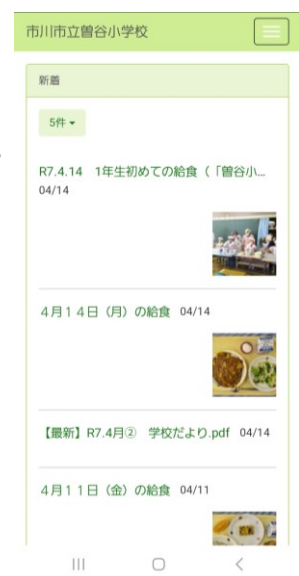 市川市立曽谷小学校
新着
5件
R7.4.14　1年生初めての給食（「曽谷小...
04/14
４月１４日（月）の給食 04/14
【最新】R7.4月②　学校だより.pdf 04/14
４月１１日（金）の給食 04/11